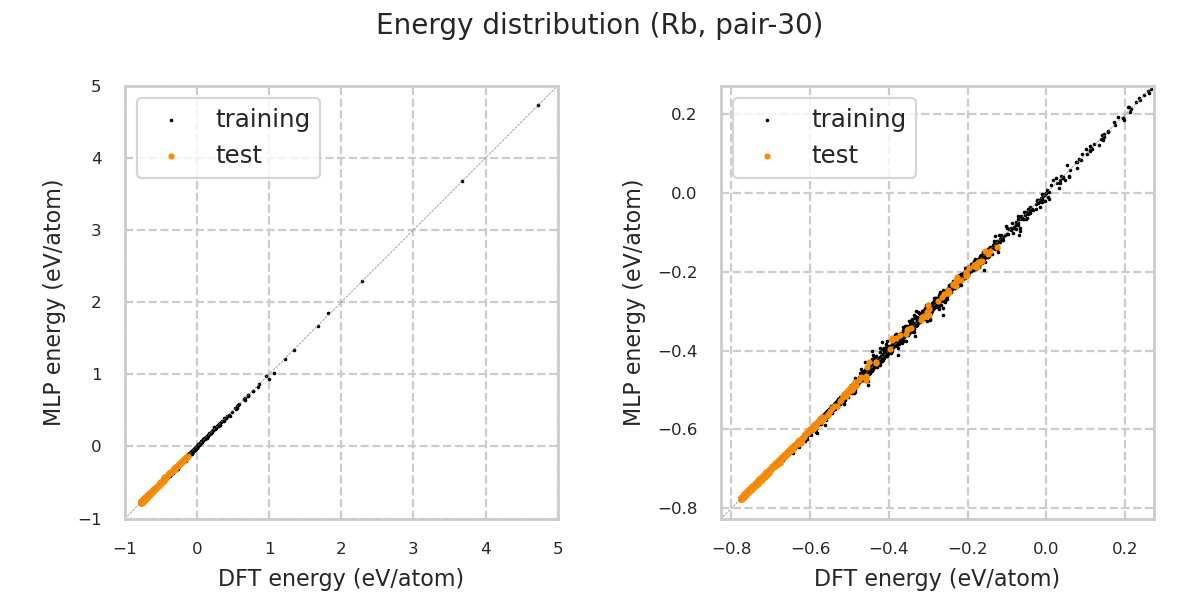 Energy distribution (Rb, pair-30)
training
test
5
4
3
2
1
0
−1
−1
0
1
2
3
4
5
MLP energy (eV/atom)
DFT energy (eV/atom)
training
test
0.2
0.0
−0.2
−0.4
−0.6
−0.8
−0.8
−0.6
−0.4
−0.2
0.0
0.2
MLP energy (eV/atom)
DFT energy (eV/atom)